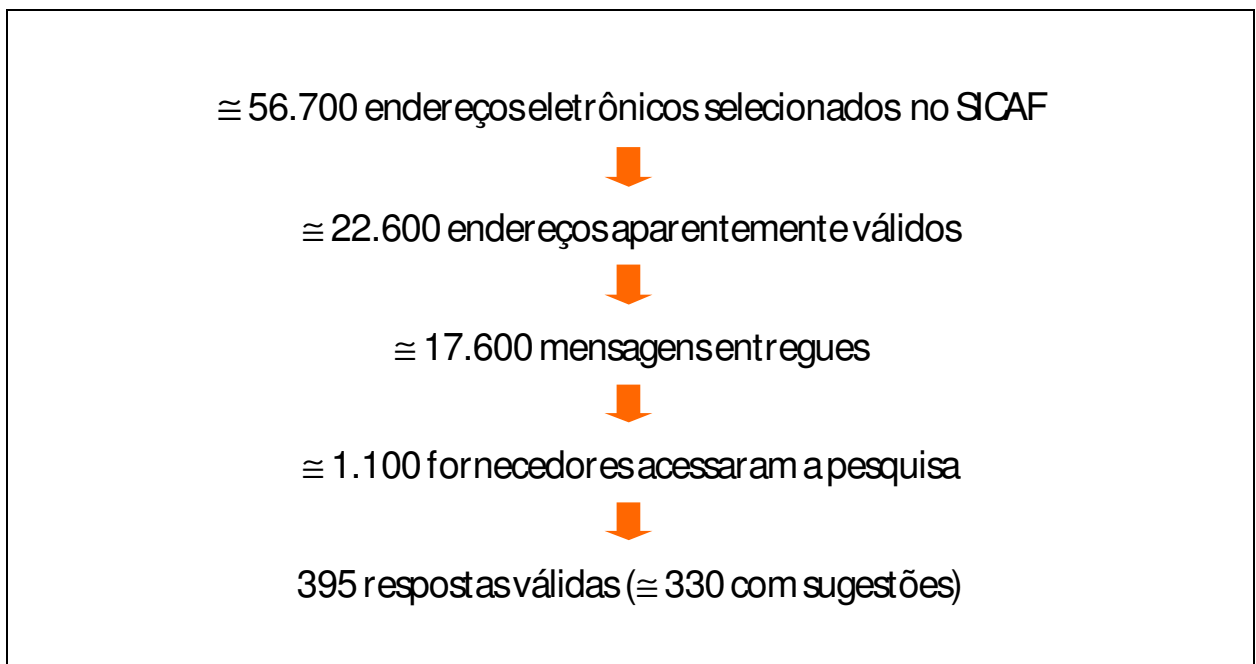 ≅ 56.700 endereços eletrônicos selecionados no SICAF
≅ 22.600 endereços aparentemente válidos
≅ 17.600 mensagens entregues
≅ 1.100 fornecedores acessaram a pesquisa
395 respostas válidas (≅ 330 com sugestões)